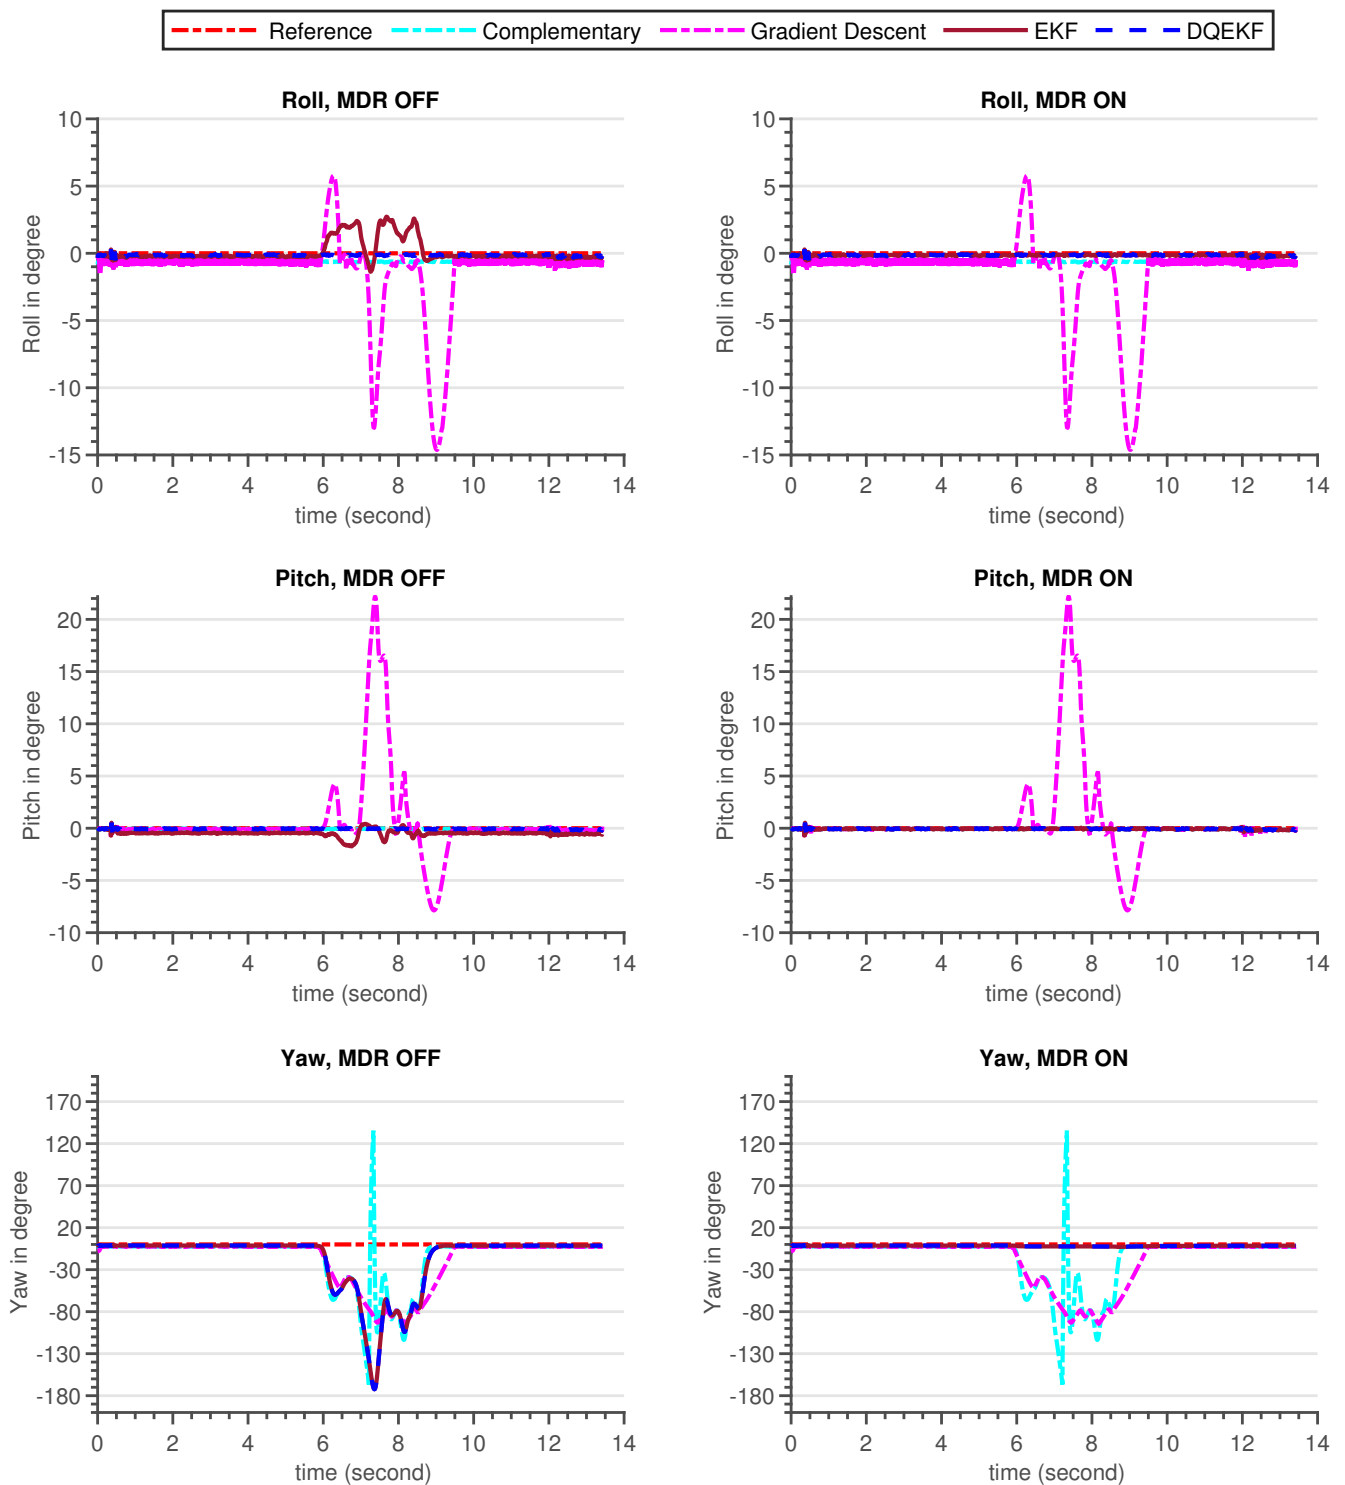 Reference Complementary Gradient Descent EKF DQEKF
Roll, MDR OFF
10
5
0
-5
-10
-15
Roll in degree
0 2 4 6 8 10 12 14
time (second)
Roll, MDR ON
10
5
0
-5
-10
-15
Roll in degree
0 2 4 6 8 10 12 14
time (second)
Pitch, MDR OFF
20
15
10
5
0
-5
-10
Pitch in degree
0 2 4 6 8 10 12 14
time (second)
Pitch, MDR ON
20
15
10
5
0
-5
-10
Pitch in degree
0 2 4 6 8 10 12 14
time (second)
Yaw, MDR OFF
170
120
70
20
-30
-80
-130
-180
Yaw in degree
0 2 4 6 8 10 12 14
time (second)
Yaw, MDR ON
170
120
70
20
-30
-80
-130
-180
Yaw in degree
0 2 4 6 8 10 12 14
time (second)